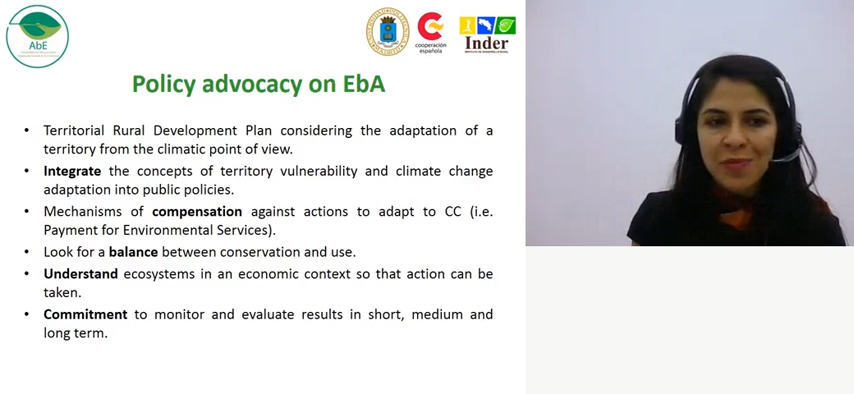 AbE
cooperación
española
Inder
INSTITUTO DE DESARROLLO RURAL
Policy advocacy on EbA
• Territorial Rural Development Plan considering the adaptation of a
territory from the climatic point of view.
• Integrate the concepts of territory vulnerability and climate change
adaptation into public policies.
• Mechanisms of compensation against actions to adapt to CC (i.e.
Payment for Environmental Services).
• Look for a balance between conservation and use.
• Understand ecosystems in an economic context so that action can be
taken.
• Commitment to monitor and evaluate results in short, medium and
long term.